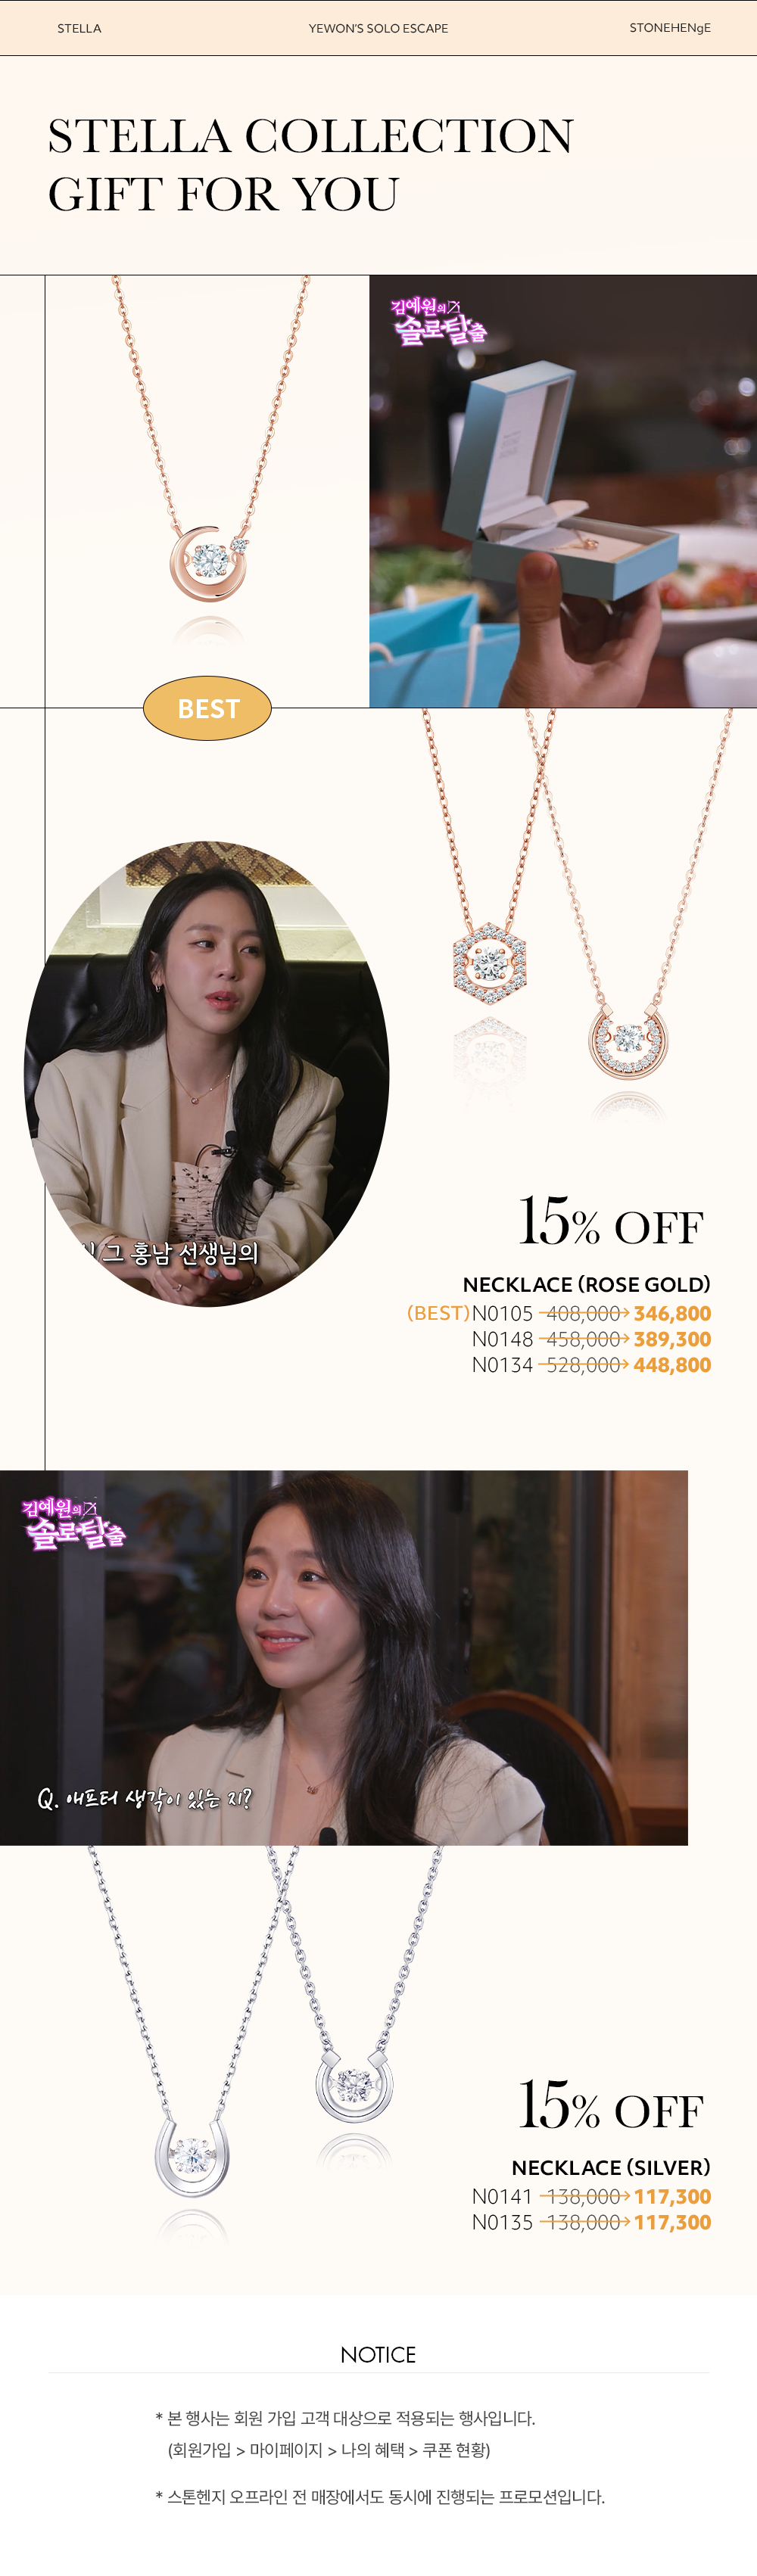 STELLA
YEWON'S SOLO ESCAPE
STONEHENgE
STELLA COLLECTION
GIFT FOR YOU
김예원의
솔로탈출
BEST
그 홍남 선생님의
15% OFF
NECKLACE (ROSE GOLD)
(BEST) N0105 408,000 → 346,800
N0148 458,000 → 389,300
N0134 528,000 → 448,800
김예원의
솔로탈출
Q. 애프터 생각이 있는 지?
15% OFF
NECKLACE (SILVER)
N0141 138,000 → 117,300
N0135 138,000 → 117,300
NOTICE
* 본 행사는 회원 가입 고객 대상으로 적용되는 행사입니다.
(회원가입 > 마이페이지 > 나의 혜택 > 쿠폰 현황)
* 스톤헨지 오프라인 전 매장에서도 동시에 진행되는 프로모션입니다.